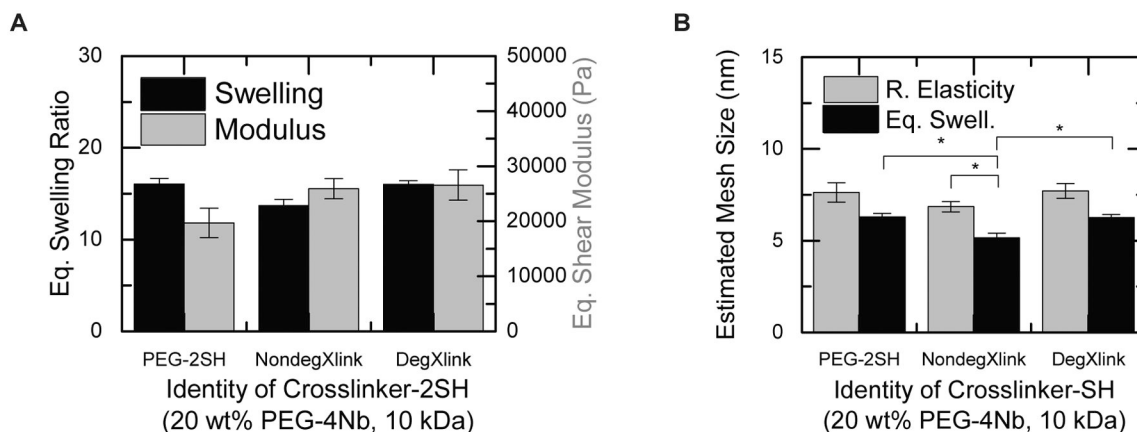 A
30
20
10
0
Eq. Swelling Ratio
Swelling
Modulus
50000
40000
30000
20000
10000
0
Eq. Shear Modulus (Pa)
PEG-2SH NondegXlink DegXlink
Identity of Crosslinker-2SH
(20 wt% PEG-4Nb, 10 kDa)
B
15
10
5
0
Estimated Mesh Size (nm)
R. Elasticity
Eq. Swell.
*
*
*
PEG-2SH NondegXlink DegXlink
Identity of Crosslinker-SH
(20 wt% PEG-4Nb, 10 kDa)